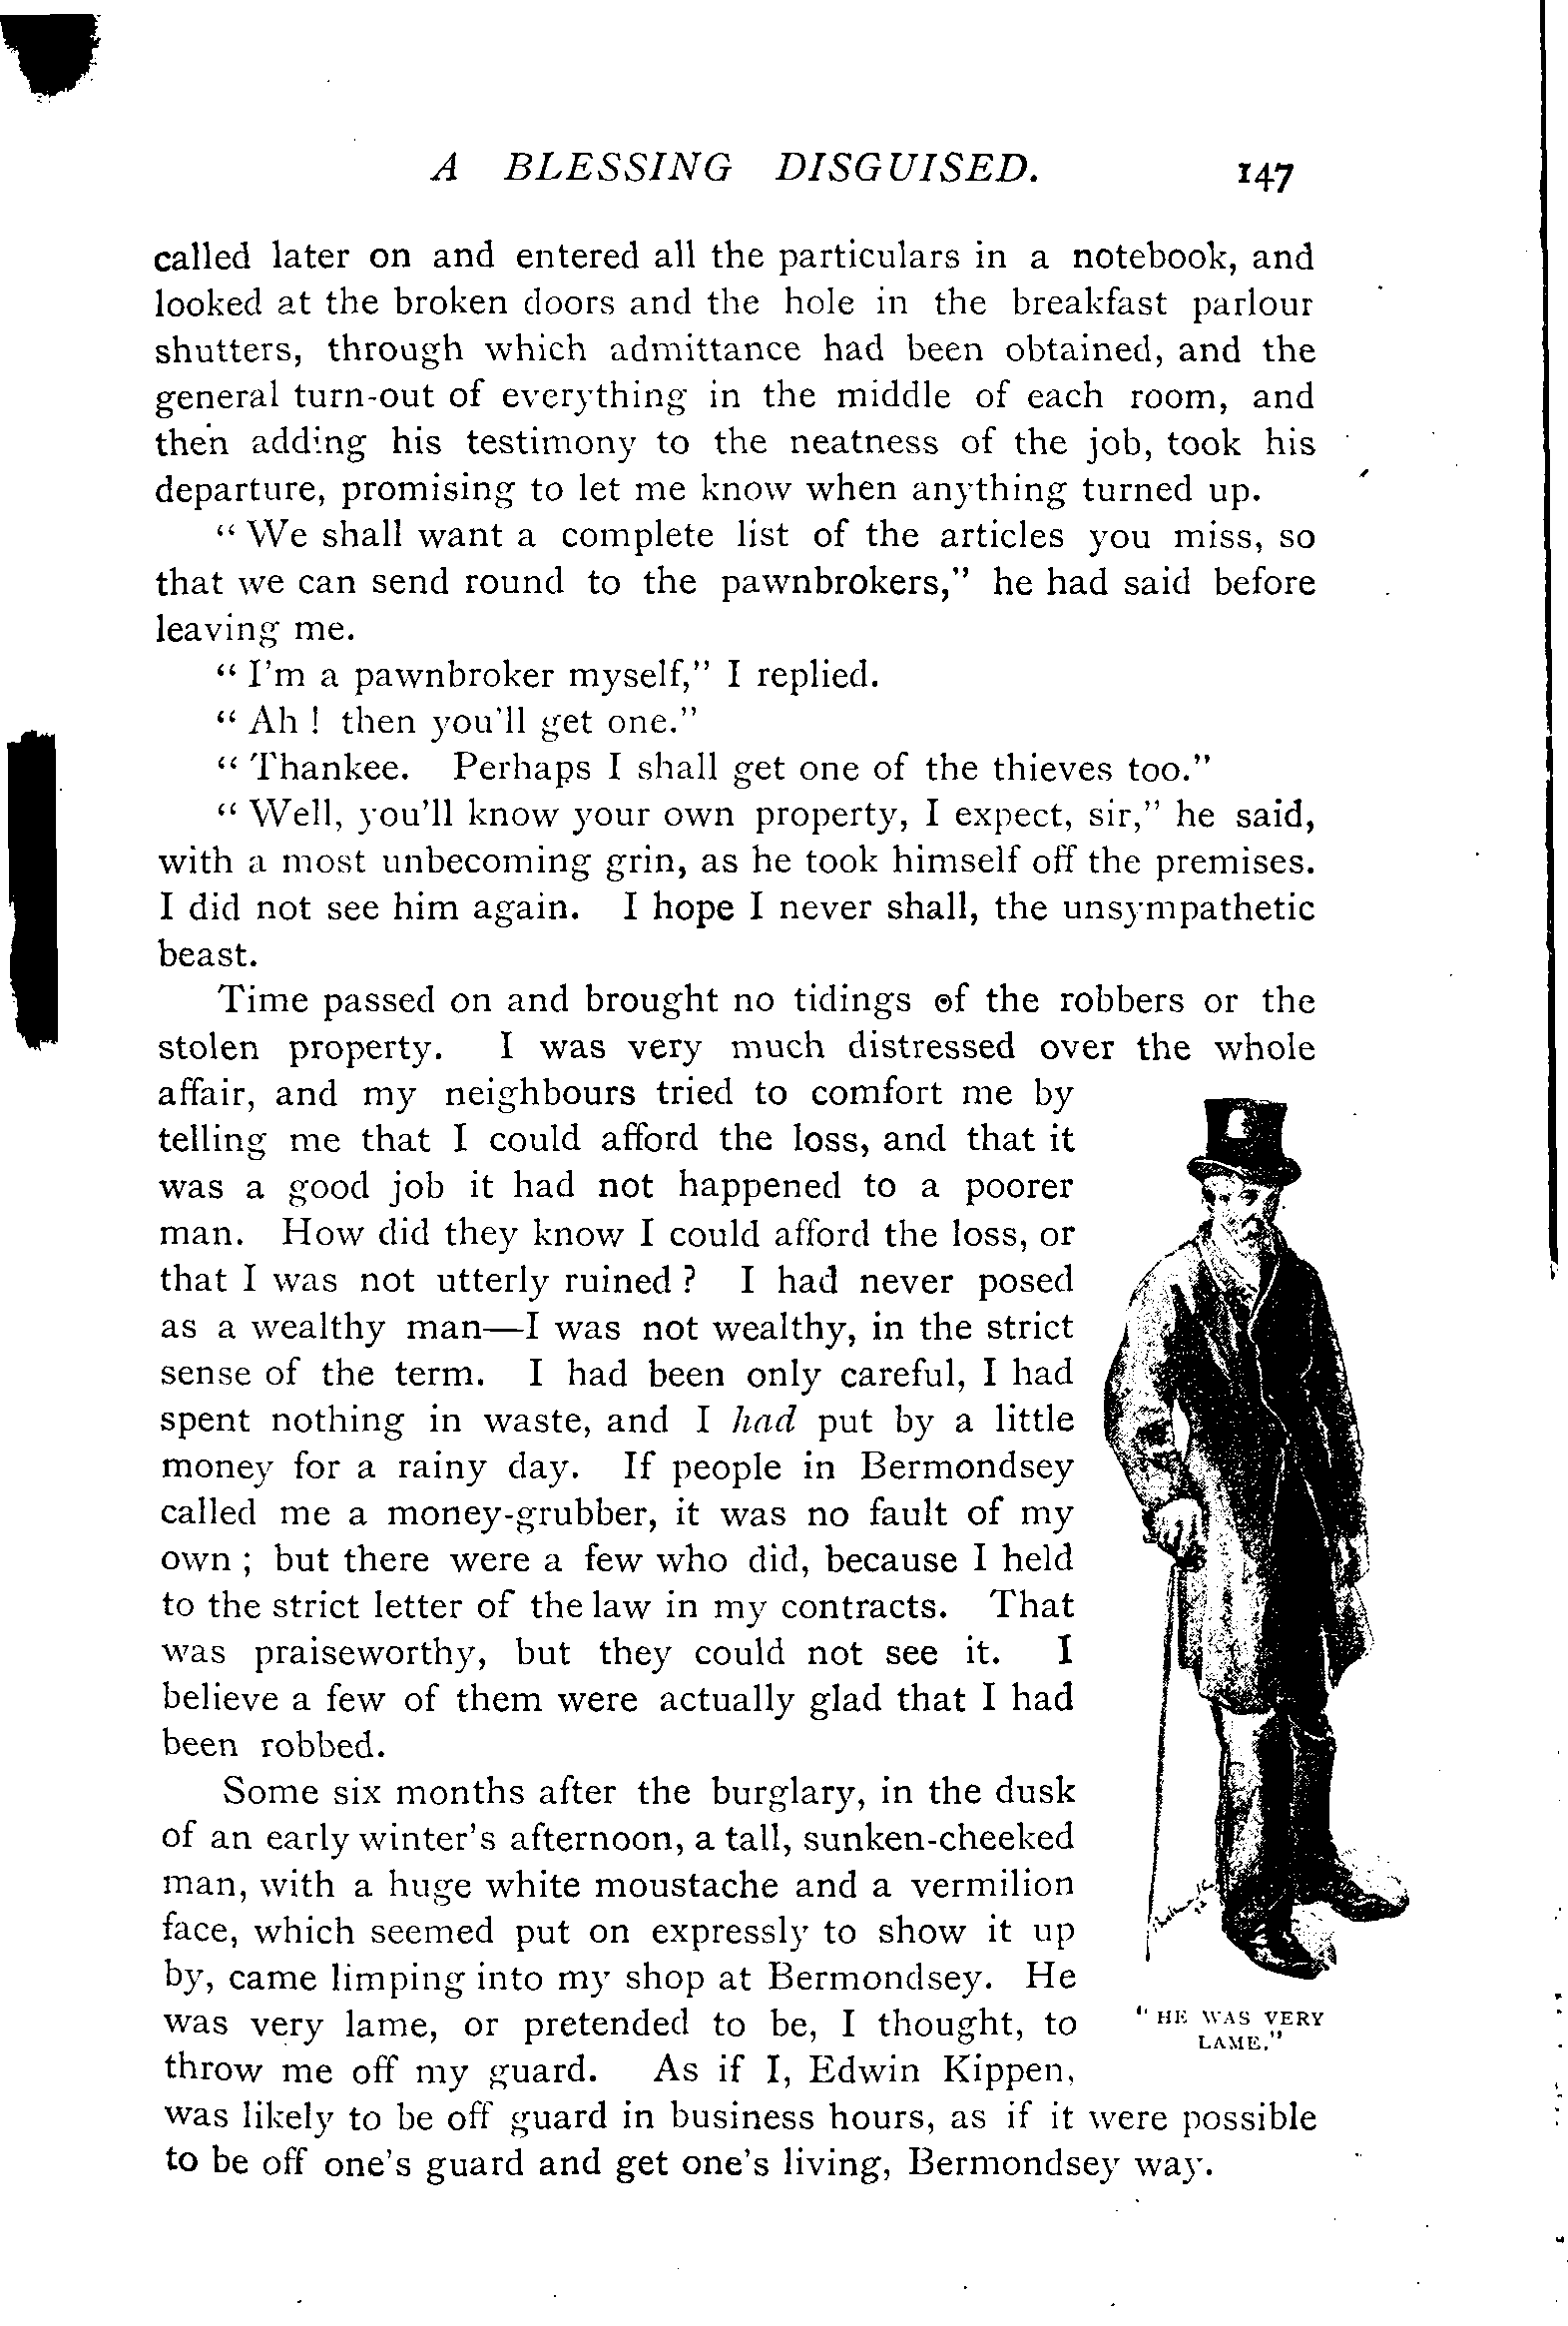 A BLESSING DISGUISED. 147
called later on and entered all the particulars in a notebook, and
looked at the broken doors and the hole in the breakfast parlour
shutters, through which admittance had been obtained, and the
general turn-out of everything in the middle of each room, and
then adding his testimony to the neatness of the job, took his
departure, promising to let me know when anything turned up.
“We shall want a complete list of the articles you miss, so
that we can send round to the pawnbrokers,” he had said before
leaving me.
“I'm a pawnbroker myself,” I replied.
“Ah! then you'll get one.”
“Thankee. Perhaps I shall get one of the thieves too.”
“Well, you'll know your own property, I expect, sir,” he said,
with a most unbecoming grin, as he took himself off the premises.
I did not see him again. I hope I never shall, the unsympathetic
beast.
Time passed on and brought no tidings of the robbers or the
stolen property. I was very much distressed over the whole
affair, and my neighbours tried to comfort me by
telling me that I could afford the loss, and that it
was a good job it had not happened to a poorer
man. How did they know I could afford the loss, or
that I was not utterly ruined? I had never posed
as a wealthy man—I was not wealthy, in the strict
sense of the term. I had been only careful, I had
spent nothing in waste, and I had put by a little
money for a rainy day. If people in Bermondsey
called me a money-grubber, it was no fault of my
own; but there were a few who did, because I held
to the strict letter of the law in my contracts. That
was praiseworthy, but they could not see it. I
believe a few of them were actually glad that I had
been robbed.
Some six months after the burglary, in the dusk
of an early winter's afternoon, a tall, sunken-cheeked
man, with a huge white moustache and a vermilion
face, which seemed put on expressly to show it up
by, came limping into my shop at Bermondsey. He
was very lame, or pretended to be, I thought, to
throw me off my guard. As if I, Edwin Kippen,
was likely to be off guard in business hours, as if it were possible
to be off one's guard and get one's living, Bermondsey way.
“HE WAS VERY
LAME.”